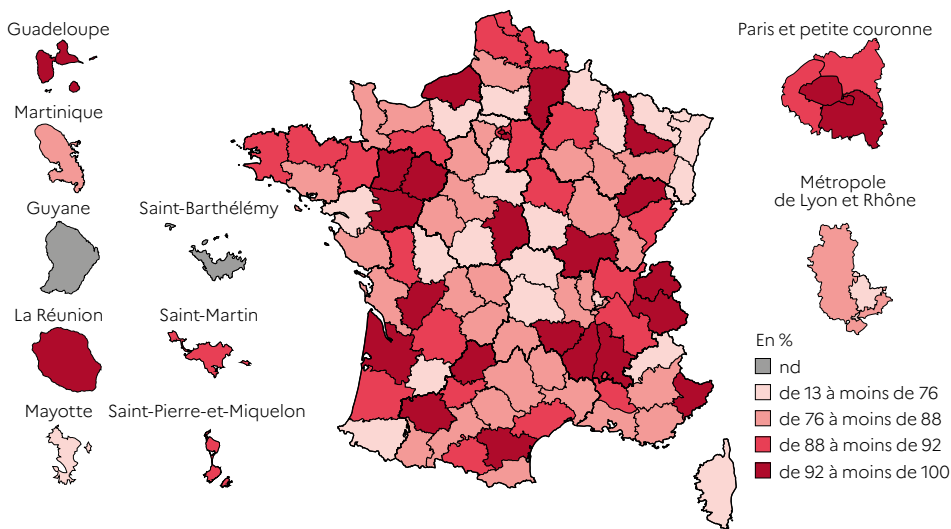 Guadeloupe
Martinique
Guyane
Saint-Barthélémy
La Réunion
Saint-Martin
Mayotte
Saint-Pierre-et-Miquelon
Paris et petite couronne
Métropole
de Lyon et Rhône
En %
nd
de 13 à moins de 76
de 76 à moins de 88
de 88 à moins de 92
de 92 à moins de 100